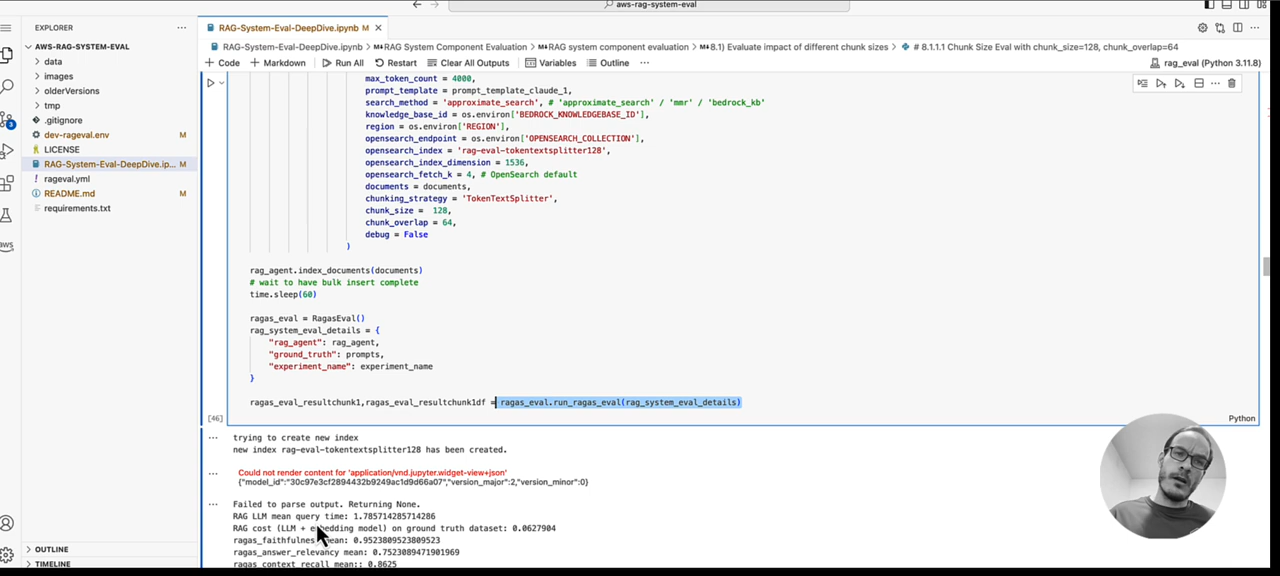 aws-rag-system-eval
EXPLORER
RAG-System-Eval-DeepDive.ipynb M
AWS-RAG-SYSTEM-EVAL
RAG-System-Eval-DeepDive.ipynb > RAG System Component Evaluation > RAG system component evaluation > 8.1) Evaluate impact of different chunk sizes > # 8.1.1.1 Chunk Size Eval with chunk_size=128, chunk_overlap=64
+ Code + Markdown Run All Restart Clear All Outputs Variables Outline ... rag_eval (Python 3.11.8)
data
images
olderVersions
tmp
.gitignore
dev-rageval.env M
LICENSE
RAG-System-Eval-DeepDive.ip... M
rageval.yml
README.md M
requirements.txt
3
aws
OUTLINE
TIMELINE
max_token_count = 4000,
prompt_template = prompt_template_claude_1,
search_method = 'approximate_search', # 'approximate_search' / 'mmr' / 'bedrock_kb'
knowledge_base_id = os.environ['BEDROCK_KNOWLEDGEBASE_ID'],
region = os.environ['REGION'],
opensearch_endpoint = os.environ['OPENSEARCH_COLLECTION'],
opensearch_index = 'rag-eval-tokentextsplitter128',
opensearch_index_dimension = 1536,
opensearch_fetch_k = 4, # OpenSearch default
documents = documents,
chunking_strategy = 'TokenTextSplitter',
chunk_size = 128,
chunk_overlap = 64,
debug = False
)
rag_agent.index_documents(documents)
# wait to have bulk insert complete
time.sleep(60)
ragas_eval = RagasEval()
rag_system_eval_details = {
"rag_agent": rag_agent,
"ground_truth": prompts,
"experiment_name": experiment_name
}
ragas_eval_resultchunk1,ragas_eval_resultchunk1df = ragas_eval.run_ragas_eval(rag_system_eval_details)
[46] Python
trying to create new index
new index rag-eval-tokentextsplitter128 has been created.
Could not render content for 'application/vnd.jupyter.widget-view+json'
{"model_id":"30c97e3cf2894432b9249ac1d9d66a07","version_major":2,"version_minor":0}
Failed to parse output. Returning None.
RAG LLM mean query time: 1.785714285714286
RAG cost (LLM + embedding model) on ground truth dataset: 0.0627904
ragas_faithfulness mean: 0.9523809523809523
ragas_answer_relevancy mean: 0.7523089471901969
ragas_context_recall mean:: 0.8625